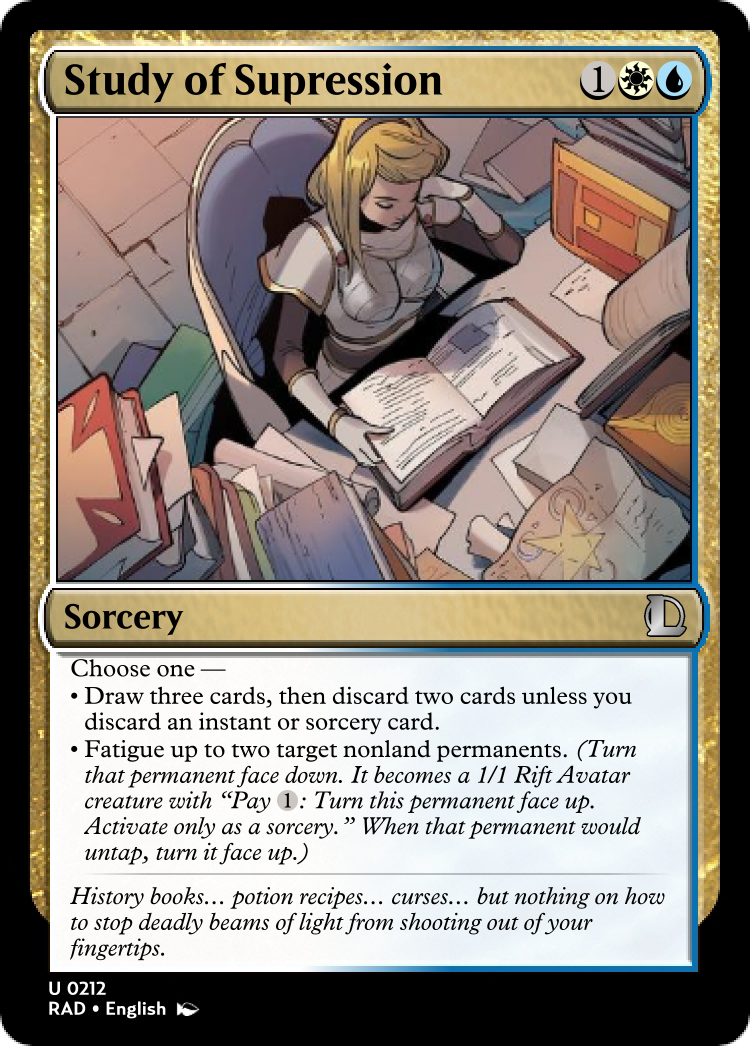 Study of Supression 1
Sorcery
Choose one —
• Draw three cards, then discard two cards unless you
discard an instant or sorcery card.
• Fatigue up to two target nonland permanents. (Turn
that permanent face down. It becomes a 1/1 Rift Avatar
creature with “Pay 1: Turn this permanent face up.
Activate only as a sorcery.” When that permanent would
untap, turn it face up.)
History books… potion recipes… curses… but nothing on how
to stop deadly beams of light from shooting out of your
fingertips.
U 0212
RAD • English